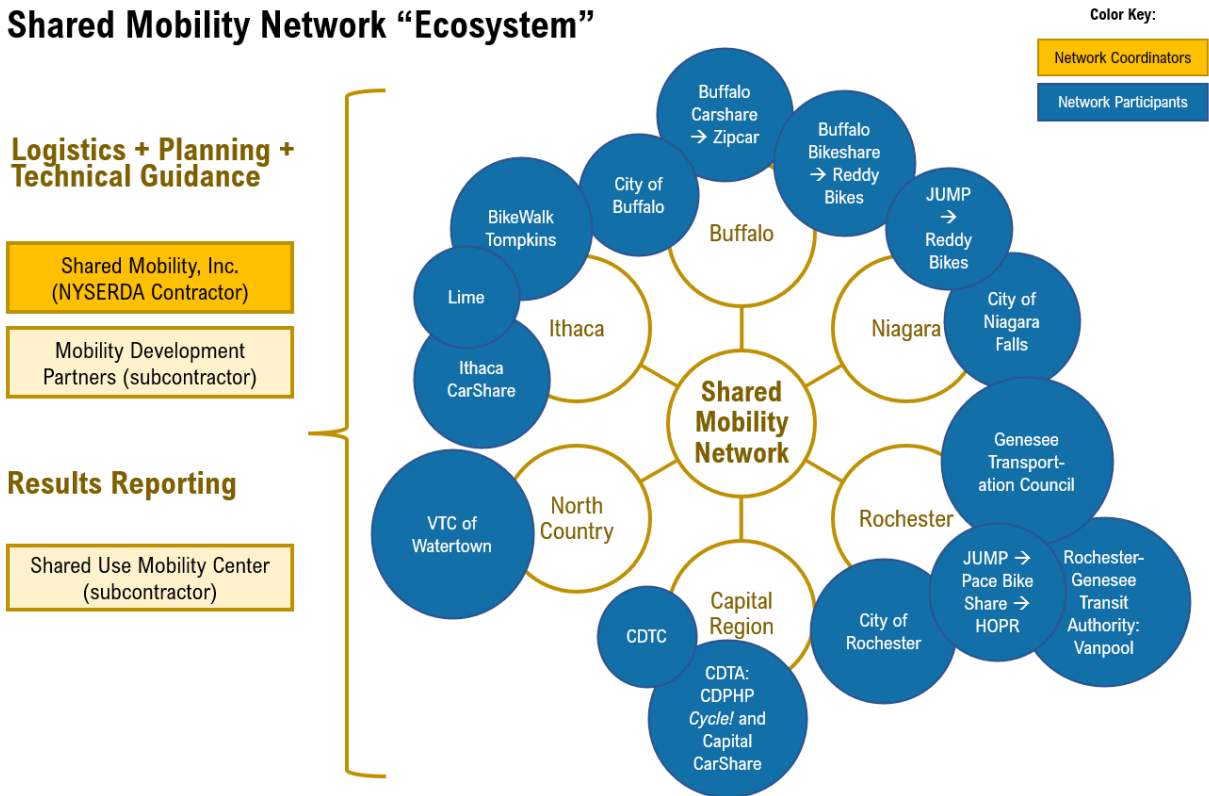 Shared Mobility Network “Ecosystem”
Color Key:
Network Coordinators
Network Participants
Logistics + Planning +
Technical Guidance
Shared Mobility, Inc.
(NYSERDA Contractor)
Mobility Development
Partners (subcontractor)
Results Reporting
Shared Use Mobility Center
(subcontractor)
Shared
Mobility
Network
Buffalo
City of
Buffalo
Buffalo
Carshare
→ Zipcar
Buffalo
Bikeshare
→ Reddy
Bikes
Niagara
JUMP
→
Reddy
Bikes
City of
Niagara
Falls
Rochester
Genesee
Transport-
ation Council
Rochester-
Genesee
Transit
Authority:
Vanpool
JUMP →
Pace Bike
Share →
HOPR
City of
Rochester
Capital
Region
CDTA:
CDPHP
Cycle! and
Capital
CarShare
CDTC
North
Country
VTC of
Watertown
Ithaca
Ithaca
CarShare
Lime
BikeWalk
Tompkins